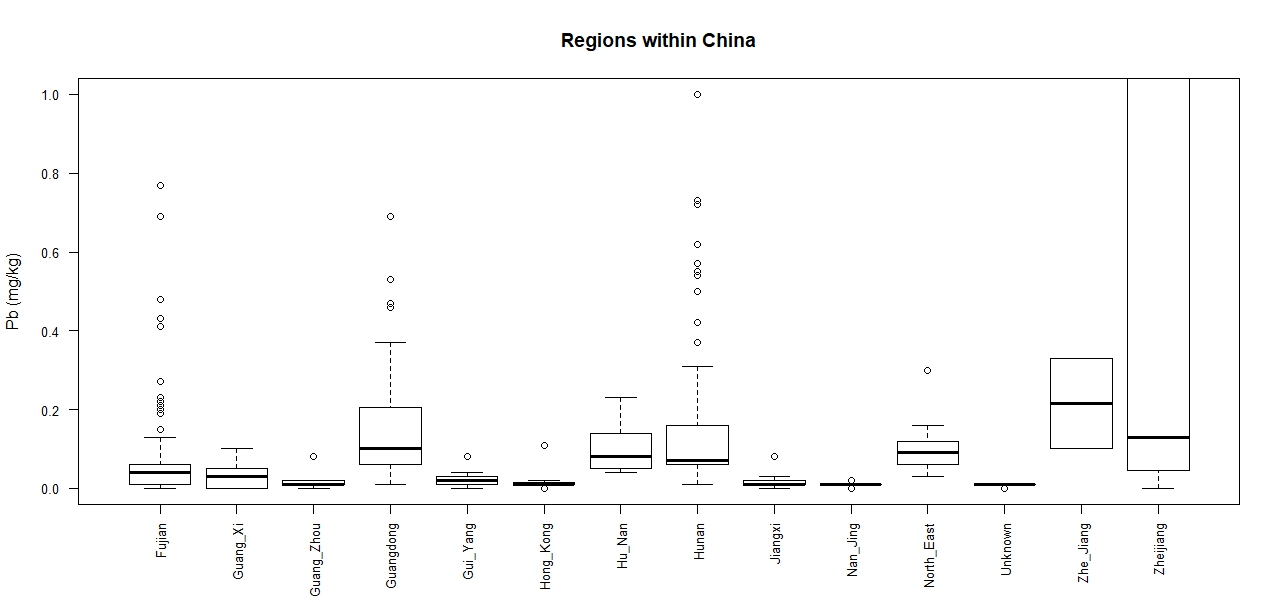 Regions within China
Pb (mg/kg)
1.0
0.8
0.6
0.4
0.2
0.0
Fujian
Guang_Xi
Guang_Zhou
Guangdong
Gui_Yang
Hong_Kong
Hu_Nan
Hunan
Jiangxi
Nan_Jing
North_East
Unknown
Zhe_Jiang
Zheijiang